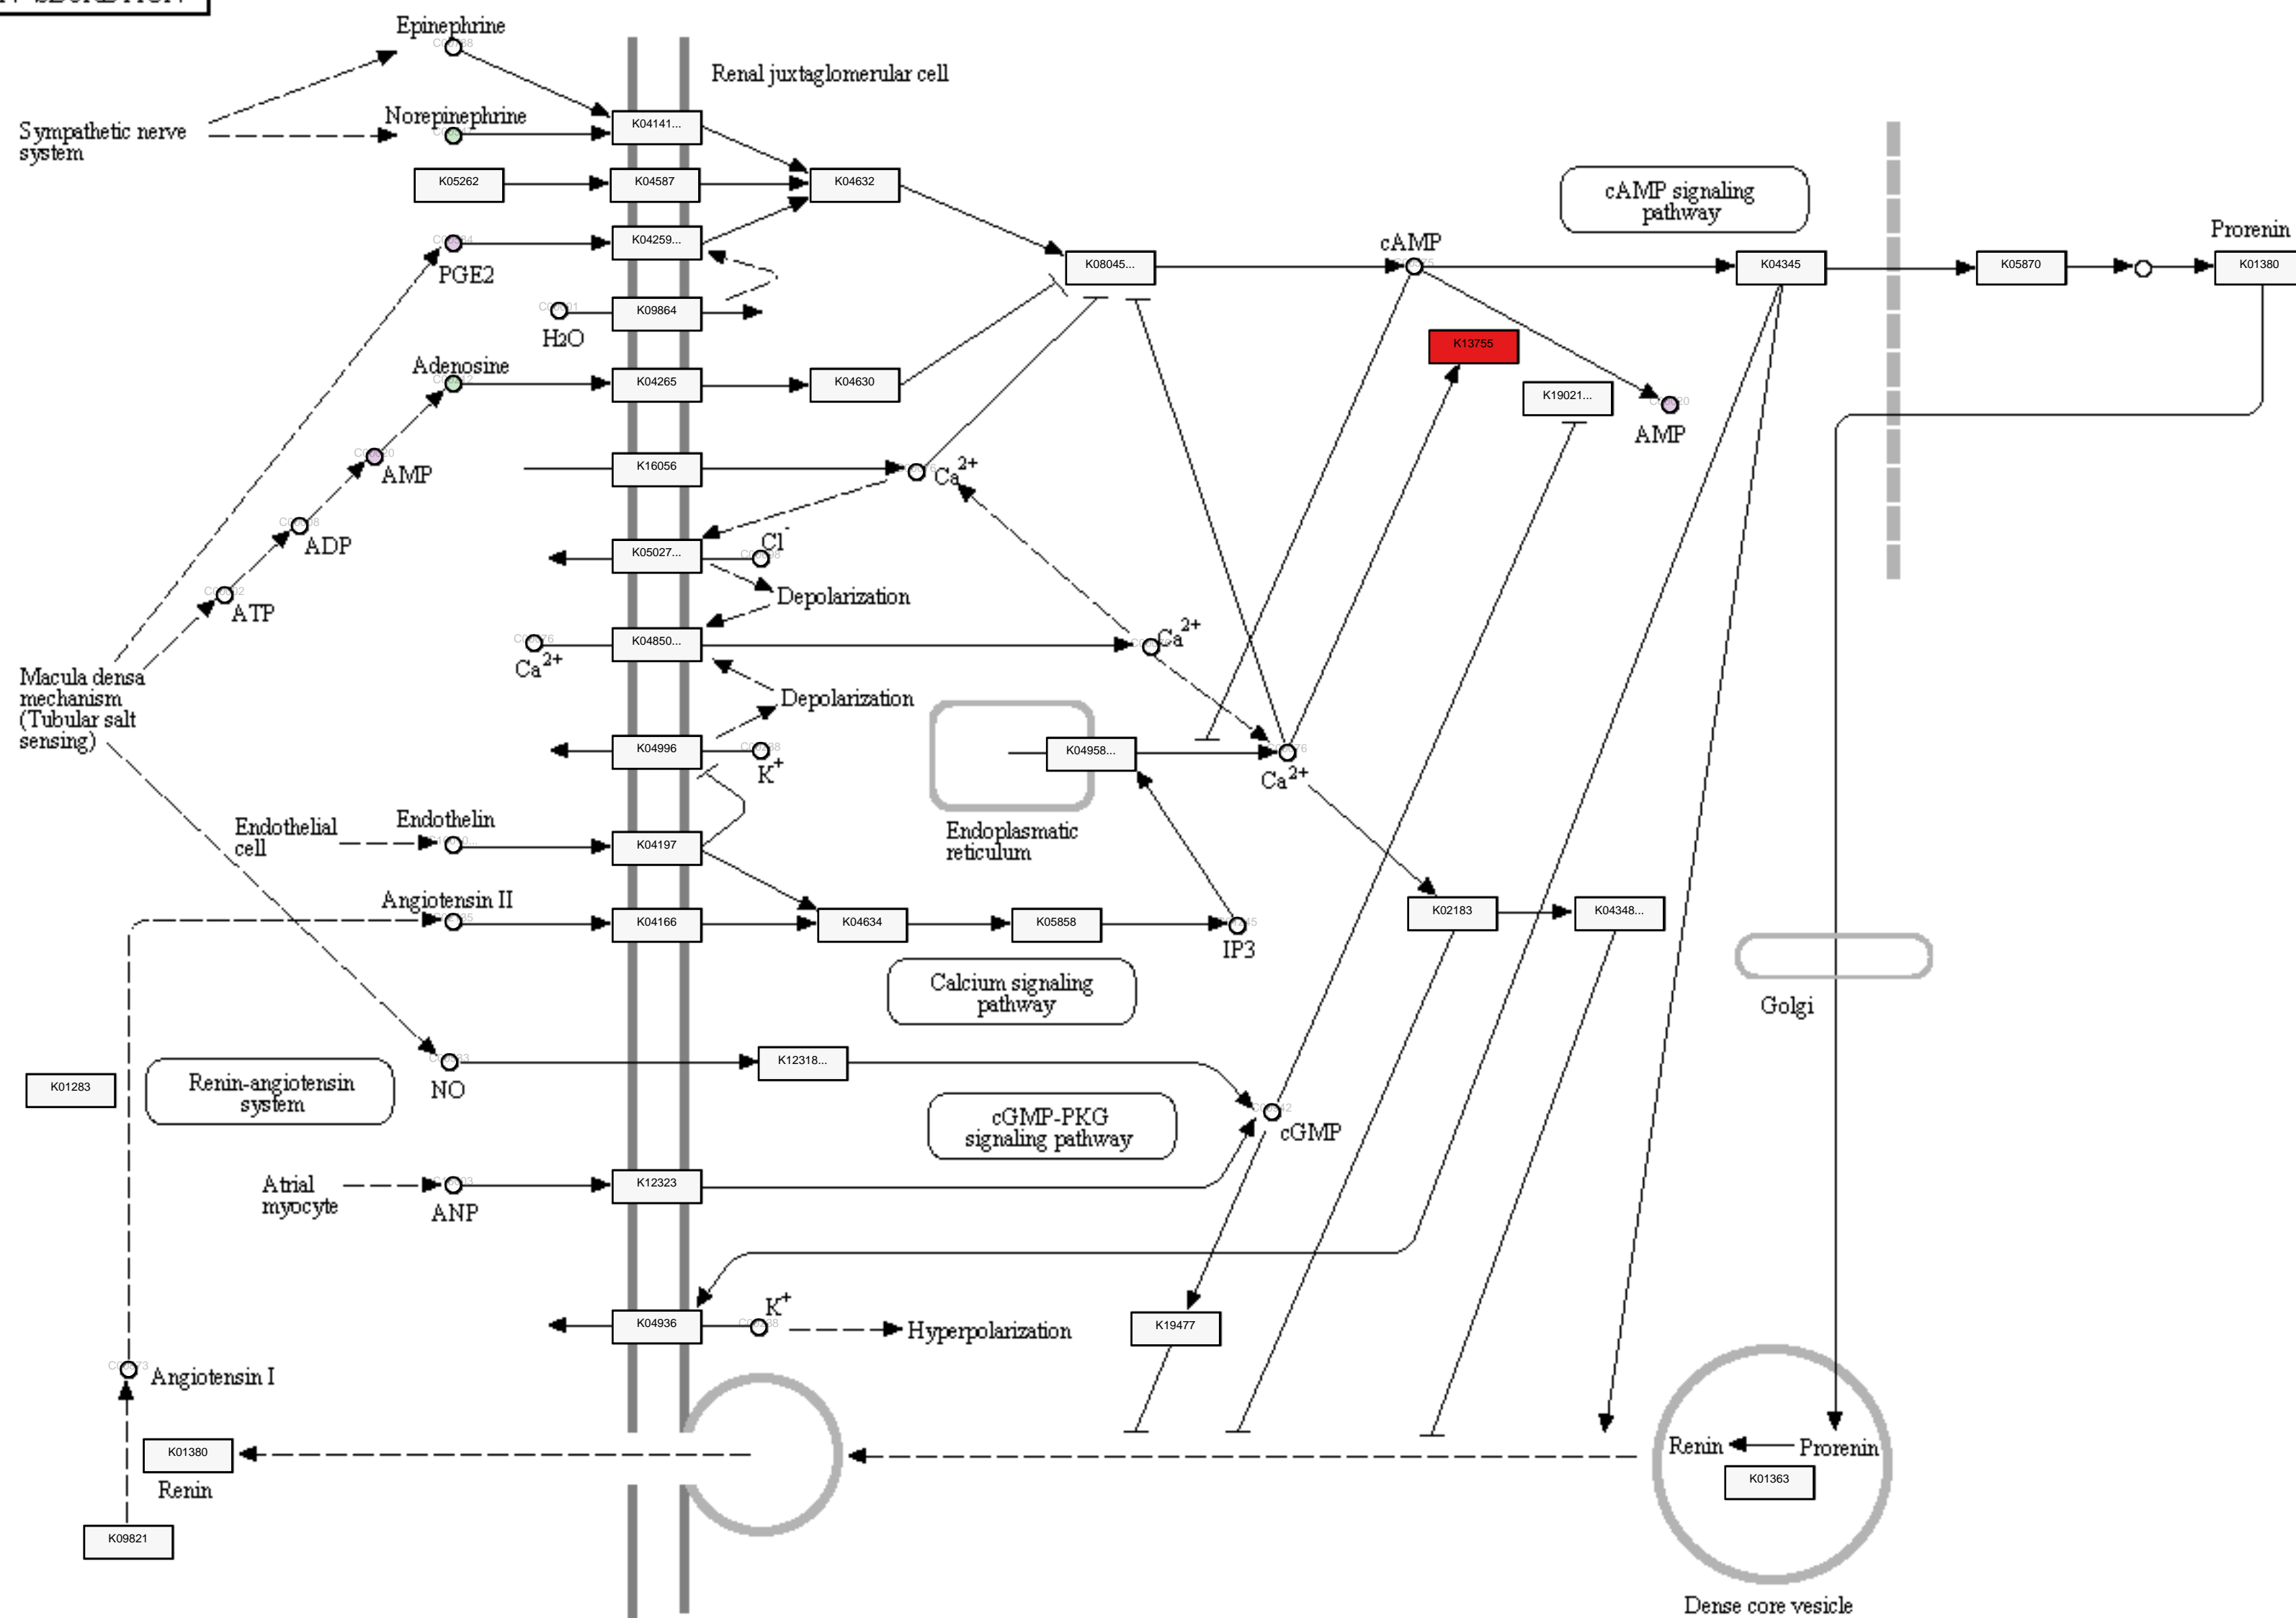 Epinephrine
Renal juxtaglomerular cell
Norepinephrine
Sympathetic nerve
system
K04141...
K05262
K04587
K04632
cAMP signaling
pathway
K04259...
PGE2
K08045...
cAMP
K04345
K05870
Prorenin
K01380
H2O
K09864
K13755
Adenosine
K04265
K04630
K19021...
AMP
AMP
K16056
Ca2+
ADP
K05027...
Cl-
ATP
Depolarization
Ca2+
K04850...
Ca2+
Macula densa
mechanism
(Tubular salt
sensing)
Depolarization
K04996
K+
K04958...
Ca2+
Endothelial
cell
Endothelin
K04197
Endoplasmatic
reticulum
Angiotensin II
K04166
K04634
K05858
IP3
K02183
K04348...
Calcium signaling
pathway
Golgi
NO
K12318...
K01283
Renin-angiotensin
system
cGMP-PKG
signaling pathway
cGMP
Atrial
myocyte
ANP
K12323
K04936
K+
Hyperpolarization
K19477
Angiotensin I
K01380
Renin
Renin
Prorenin
K01363
K09821
Dense core vesicle